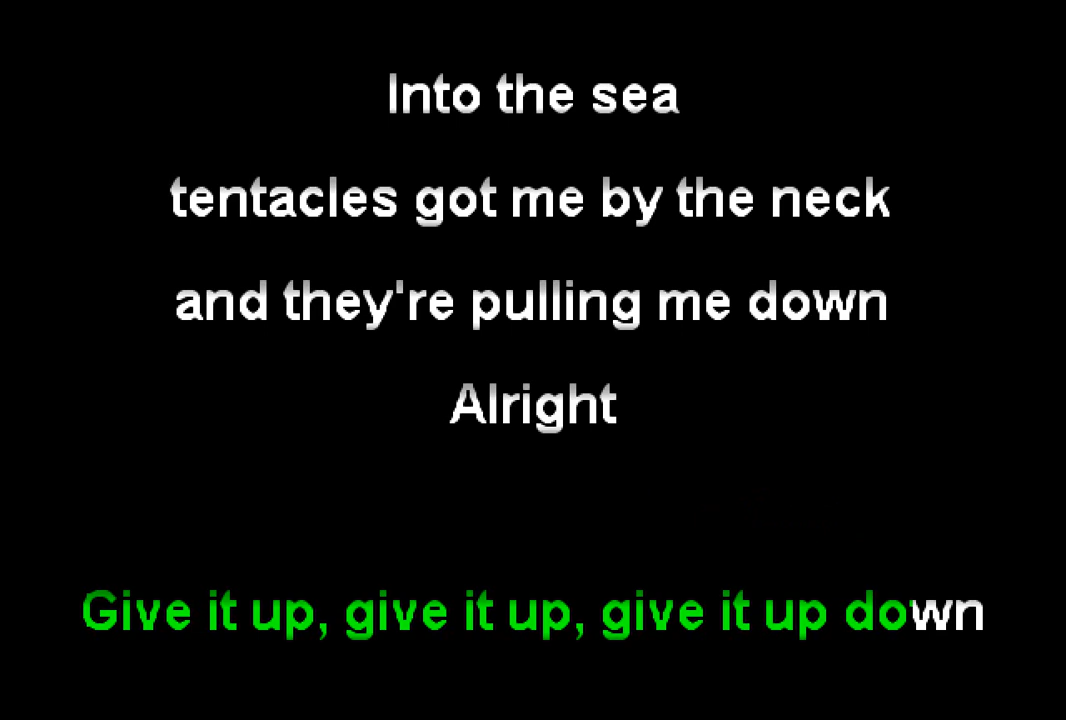 Into the sea
tentacles got me by the neck
and they're pulling me down
Alright
Give it up, give it up, give it up down